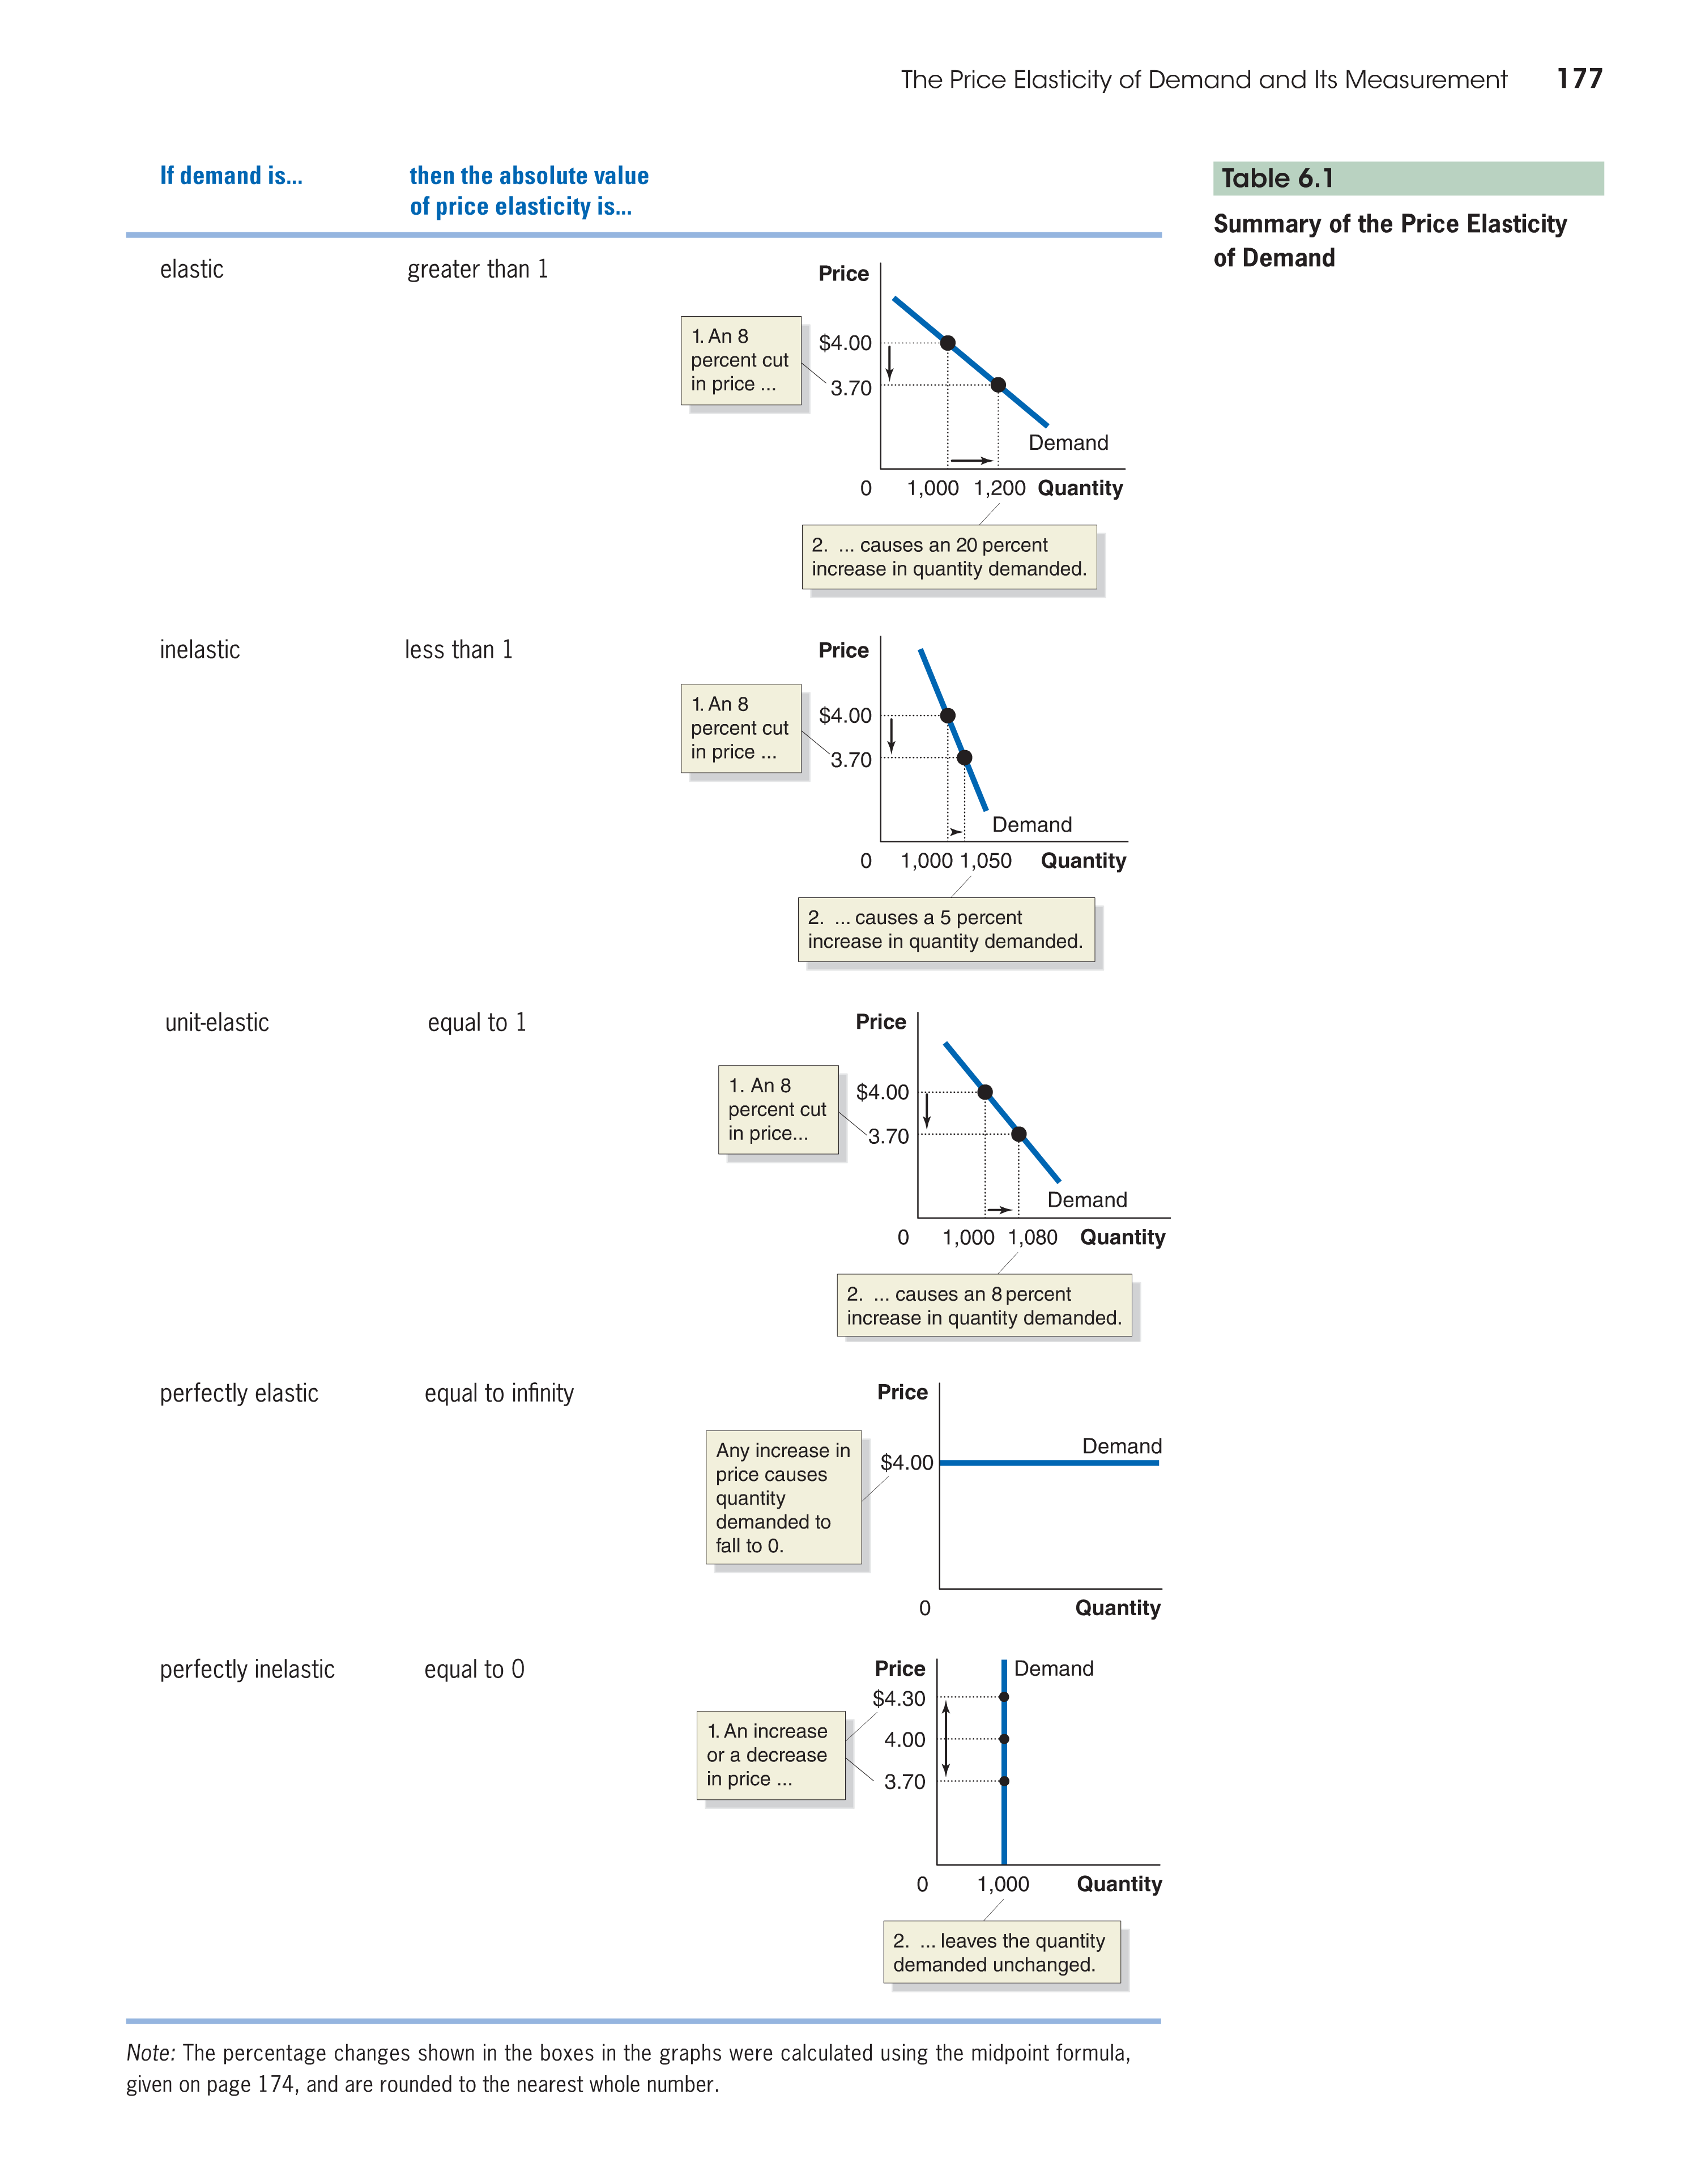 The Price Elasticity of Demand and Its Measurement 177
If demand is...
then the absolute value
of price elasticity is...
Table 6.1
Summary of the Price Elasticity
of Demand
elastic
greater than 1
Price
$4.00
3.70
1. An 8
percent cut
in price ...
Demand
0 1,000 1,200 Quantity
2. ... causes an 20 percent
increase in quantity demanded.
inelastic
less than 1
Price
$4.00
3.70
1. An 8
percent cut
in price ...
Demand
0 1,000 1,050 Quantity
2. ... causes a 5 percent
increase in quantity demanded.
unit-elastic
equal to 1
Price
$4.00
3.70
1. An 8
percent cut
in price...
Demand
0 1,000 1,080 Quantity
2. ... causes an 8 percent
increase in quantity demanded.
perfectly elastic
equal to infinity
Price
$4.00
Any increase in
price causes
quantity
demanded to
fall to 0.
Demand
0 Quantity
perfectly inelastic
equal to 0
Price
$4.30
4.00
3.70
1. An increase
or a decrease
in price ...
Demand
0 1,000 Quantity
2. ... leaves the quantity
demanded unchanged.
Note: The percentage changes shown in the boxes in the graphs were calculated using the midpoint formula,
given on page 174, and are rounded to the nearest whole number.